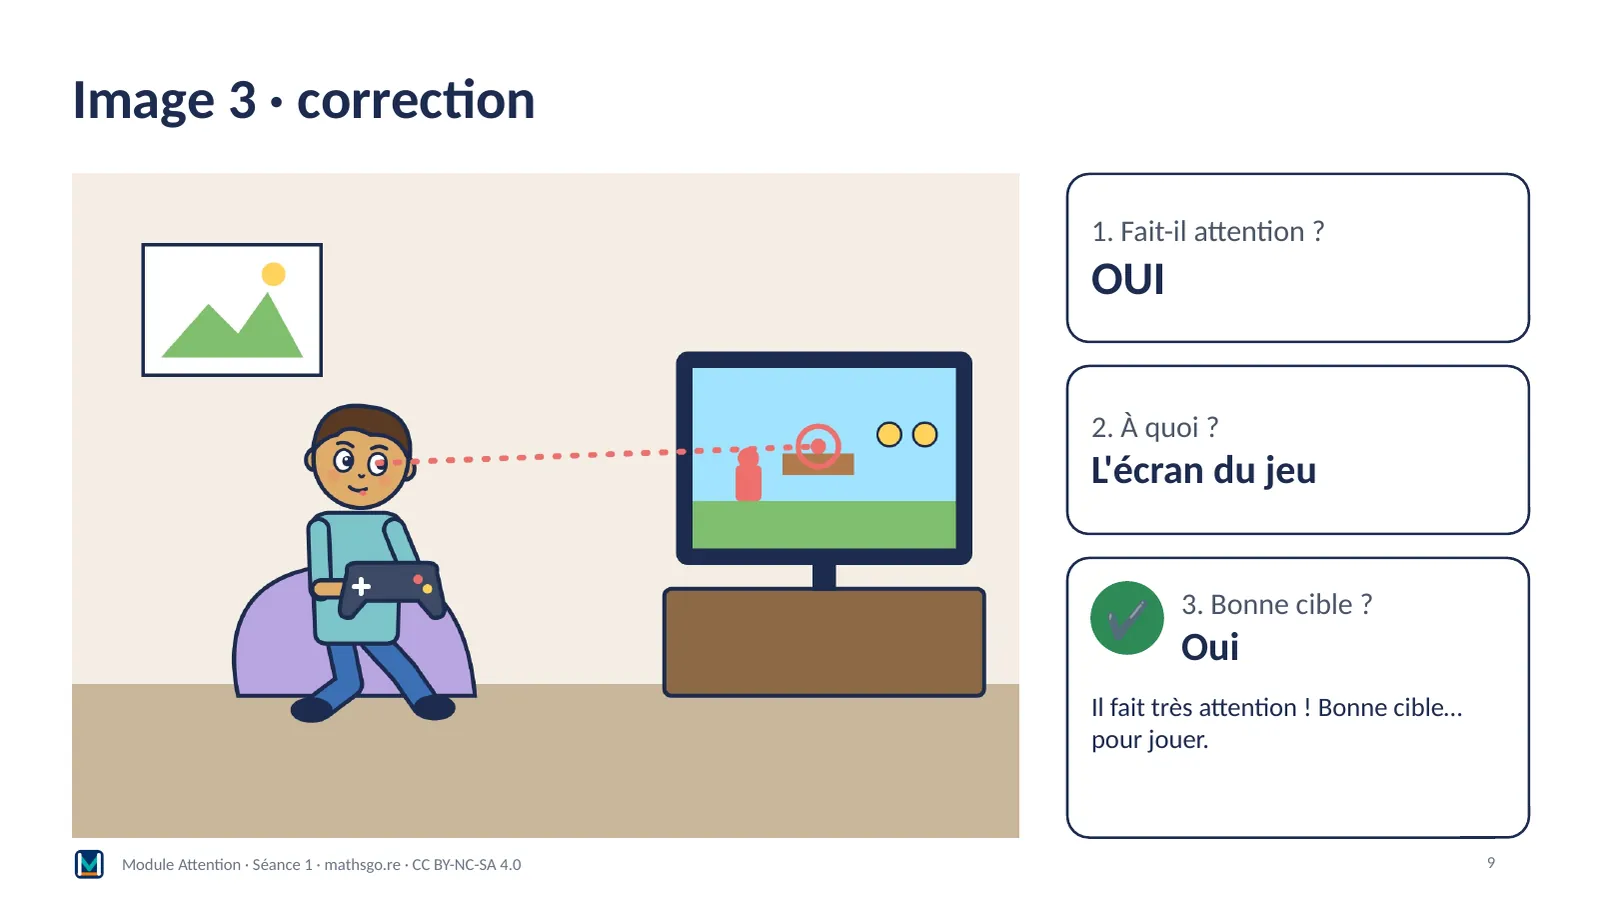 Image 3 · correction
1. Fait-il attention ?
OUI
2. À quoi ?
L'écran du jeu
3. Bonne cible ?
Oui
Il fait très attention ! Bonne cible…
pour jouer.
Module Attention · Séance 1 · mathsgo.re · CC BY-NC-SA 4.0
9